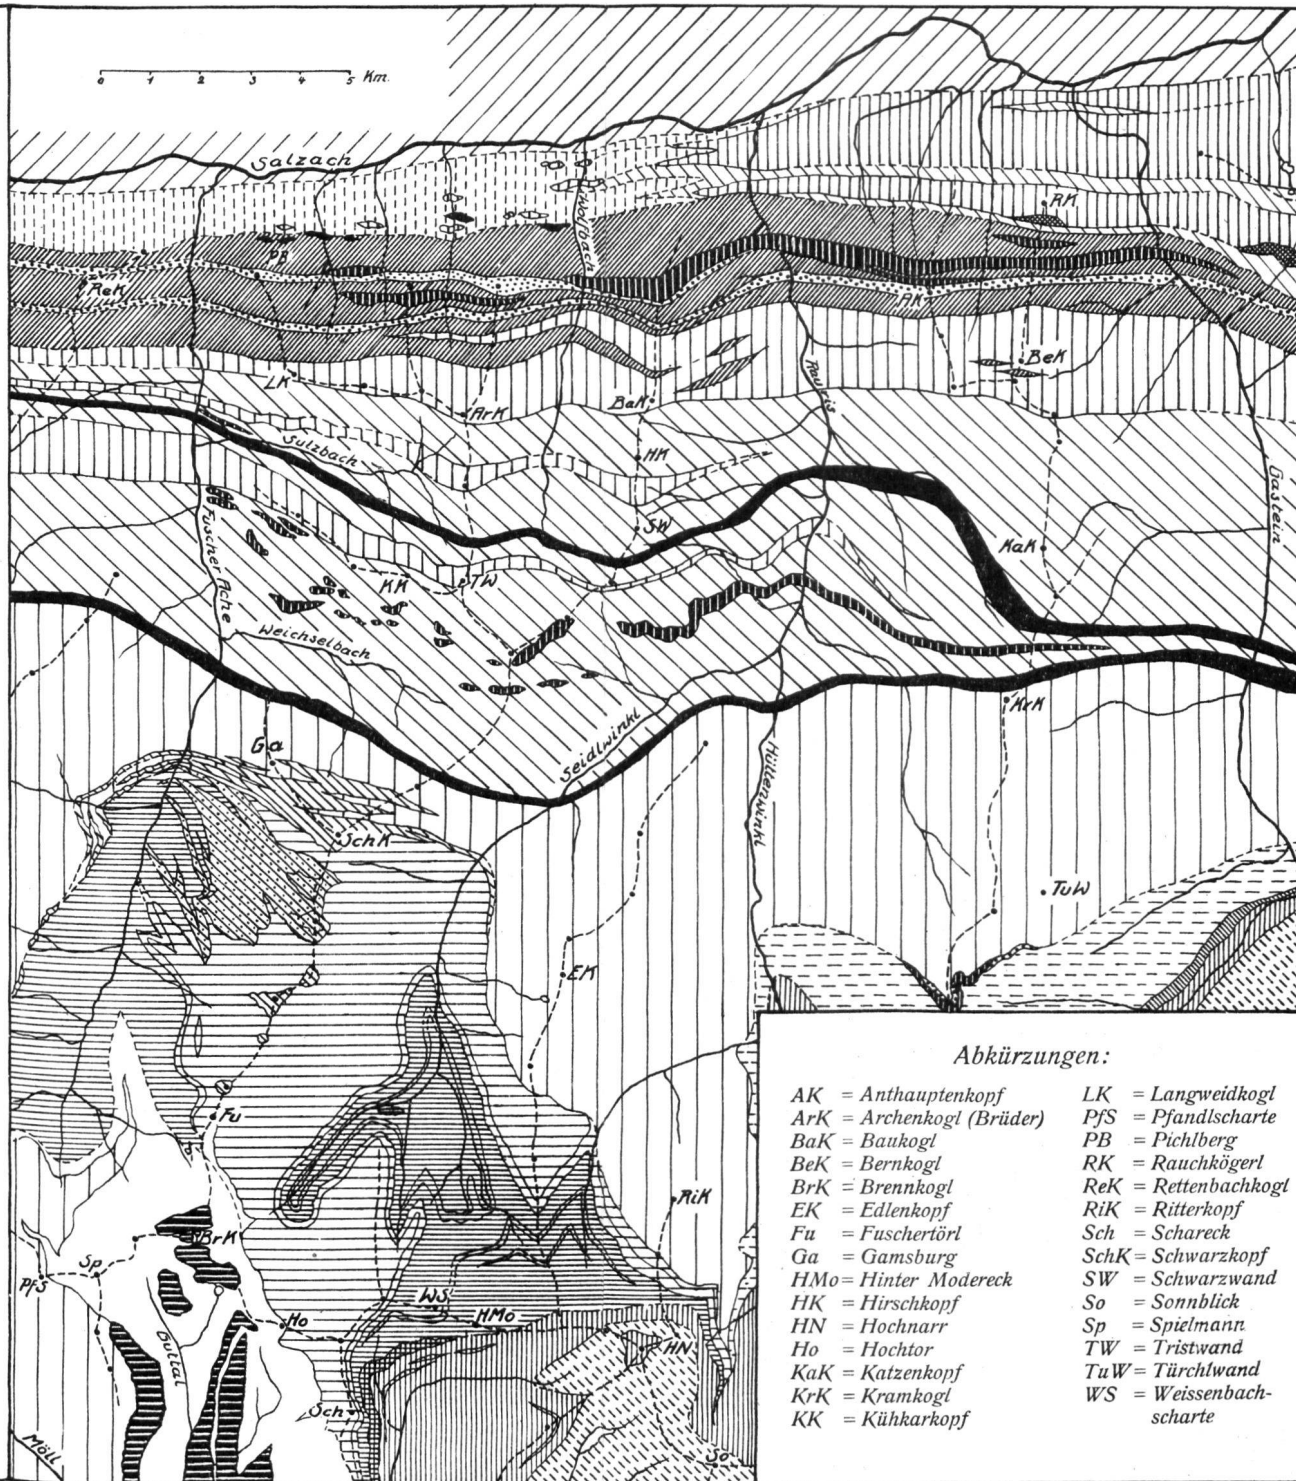 0 1 2 3 4 5 Km.
Salzach
Wolfbach
RK
PB
ReK
AK
LK
ArK
BaK
Rauris
BeK
Sulzbach
HK
SW
Gastein
Fuscher Ache
KK
TW
KaK
Weichselbach
Seidlwinkl
KrK
Ga
Hüttenwinkl
SchK
TuW
EK
Fu
RiK
BrK
Sp
PfS
WS
HMo
Ho
HN
Buttal
Sch
So
Möll
Abkürzungen:
AK = Anthauptenkopf
ArK = Archenkogl (Brüder)
BaK = Baukogl
BeK = Bernkogl
BrK = Brennkogl
EK = Edlenkopf
Fu = Fuschertörl
Ga = Gamsburg
HMo = Hinter Modereck
HK = Hirschkopf
HN = Hochnarr
Ho = Hochtor
KaK = Katzenkopf
KrK = Kramkogl
KK = Kühkarkopf
LK = Langweidkogl
PfS = Pfandlscharte
PB = Pichlberg
RK = Rauchkögerl
ReK = Rettenbachkogl
RiK = Ritterkopf
Sch = Schareck
SchK = Schwarzkopf
SW = Schwarzwand
So = Sonnblick
Sp = Spielmann
TW = Tristwand
TuW = Türchlwand
WS = Weissenbach-
scharte